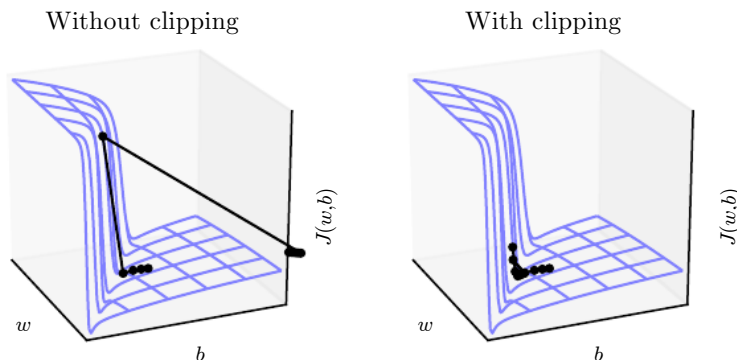 Without clipping
With clipping
J(w,b)
J(w,b)
w
b
w
b